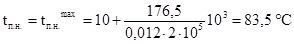 tп.н. = tп.н.max = 10 + 176,5 / 0,012·2·10⁵ 10³ = 83,5 °C